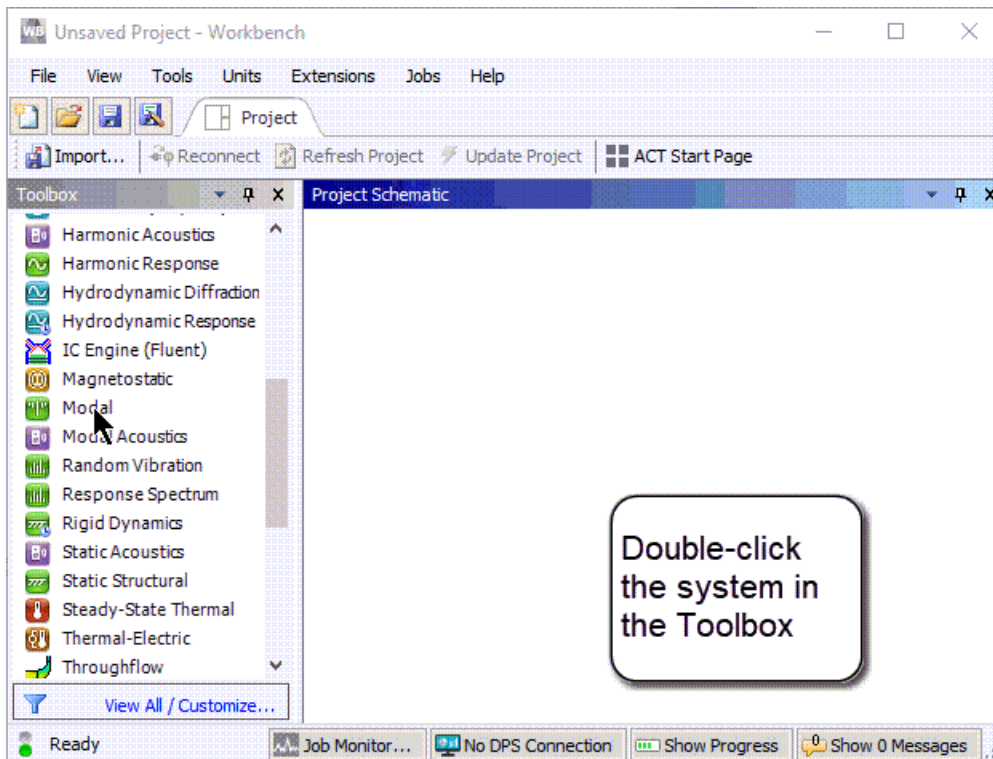 WB Unsaved Project - Workbench
File View Tools Units Extensions Jobs Help
Project
Import... Reconnect Refresh Project Update Project ACT Start Page
Toolbox
Project Schematic
Harmonic Acoustics
Harmonic Response
Hydrodynamic Diffraction
Hydrodynamic Response
IC Engine (Fluent)
Magnetostatic
Modal
Modal Acoustics
Random Vibration
Response Spectrum
Rigid Dynamics
Static Acoustics
Static Structural
Steady-State Thermal
Thermal-Electric
Throughflow
View All / Customize...
Double-click
the system in
the Toolbox
Ready Job Monitor... No DPS Connection Show Progress 0 Show 0 Messages